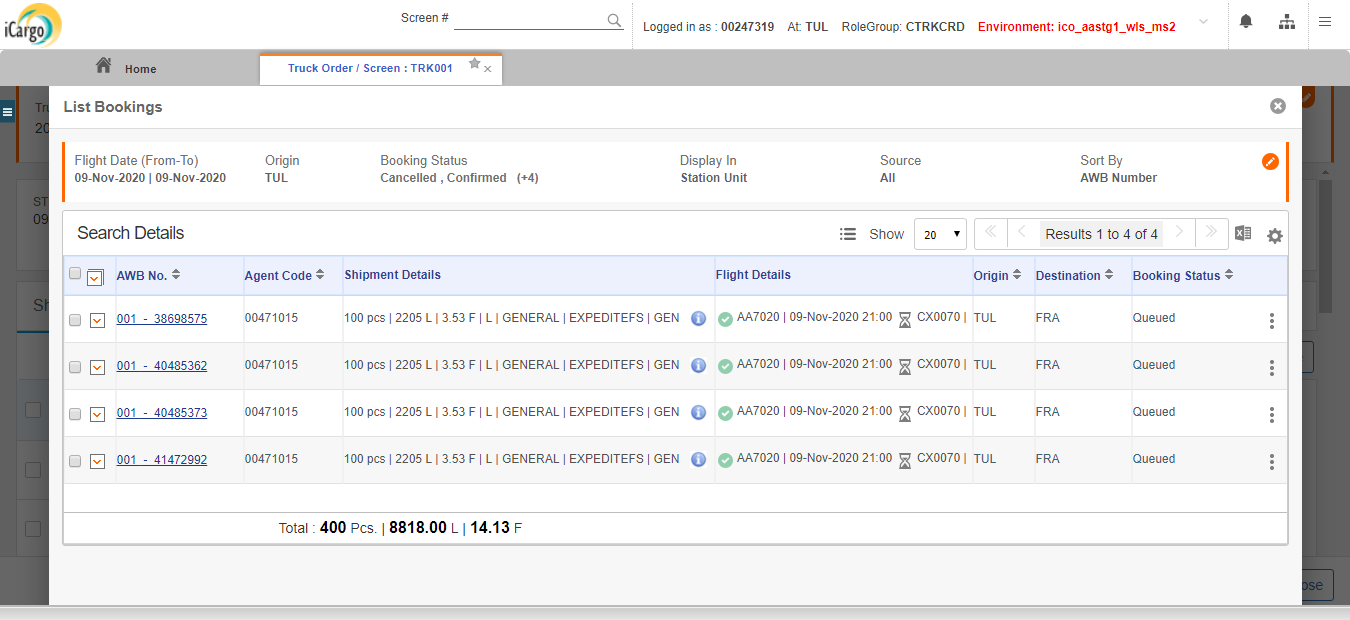 iCargo
Screen #
Logged in as : 00247319 At: TUL RoleGroup: CTRKCRD Environment: ico_aastg1_wls_ms2
Home
Truck Order / Screen : TRK001
List Bookings
Flight Date (From-To) Origin Booking Status Display In Source Sort By
09-Nov-2020 | 09-Nov-2020 TUL Cancelled , Confirmed (+4) Station Unit All AWB Number
Search Details
Show 20 Results 1 to 4 of 4
AWB No. Agent Code Shipment Details Flight Details Origin Destination Booking Status
001 - 38698575 00471015 100 pcs | 2205 L | 3.53 F | L | GENERAL | EXPEDITEFS | GEN AA7020 | 09-Nov-2020 21:00 CX0070 | TUL FRA Queued
001 - 40485362 00471015 100 pcs | 2205 L | 3.53 F | L | GENERAL | EXPEDITEFS | GEN AA7020 | 09-Nov-2020 21:00 CX0070 | TUL FRA Queued
001 - 40485373 00471015 100 pcs | 2205 L | 3.53 F | L | GENERAL | EXPEDITEFS | GEN AA7020 | 09-Nov-2020 21:00 CX0070 | TUL FRA Queued
001 - 41472992 00471015 100 pcs | 2205 L | 3.53 F | L | GENERAL | EXPEDITEFS | GEN AA7020 | 09-Nov-2020 21:00 CX0070 | TUL FRA Queued
Total : 400 Pcs. | 8818.00 L | 14.13 F